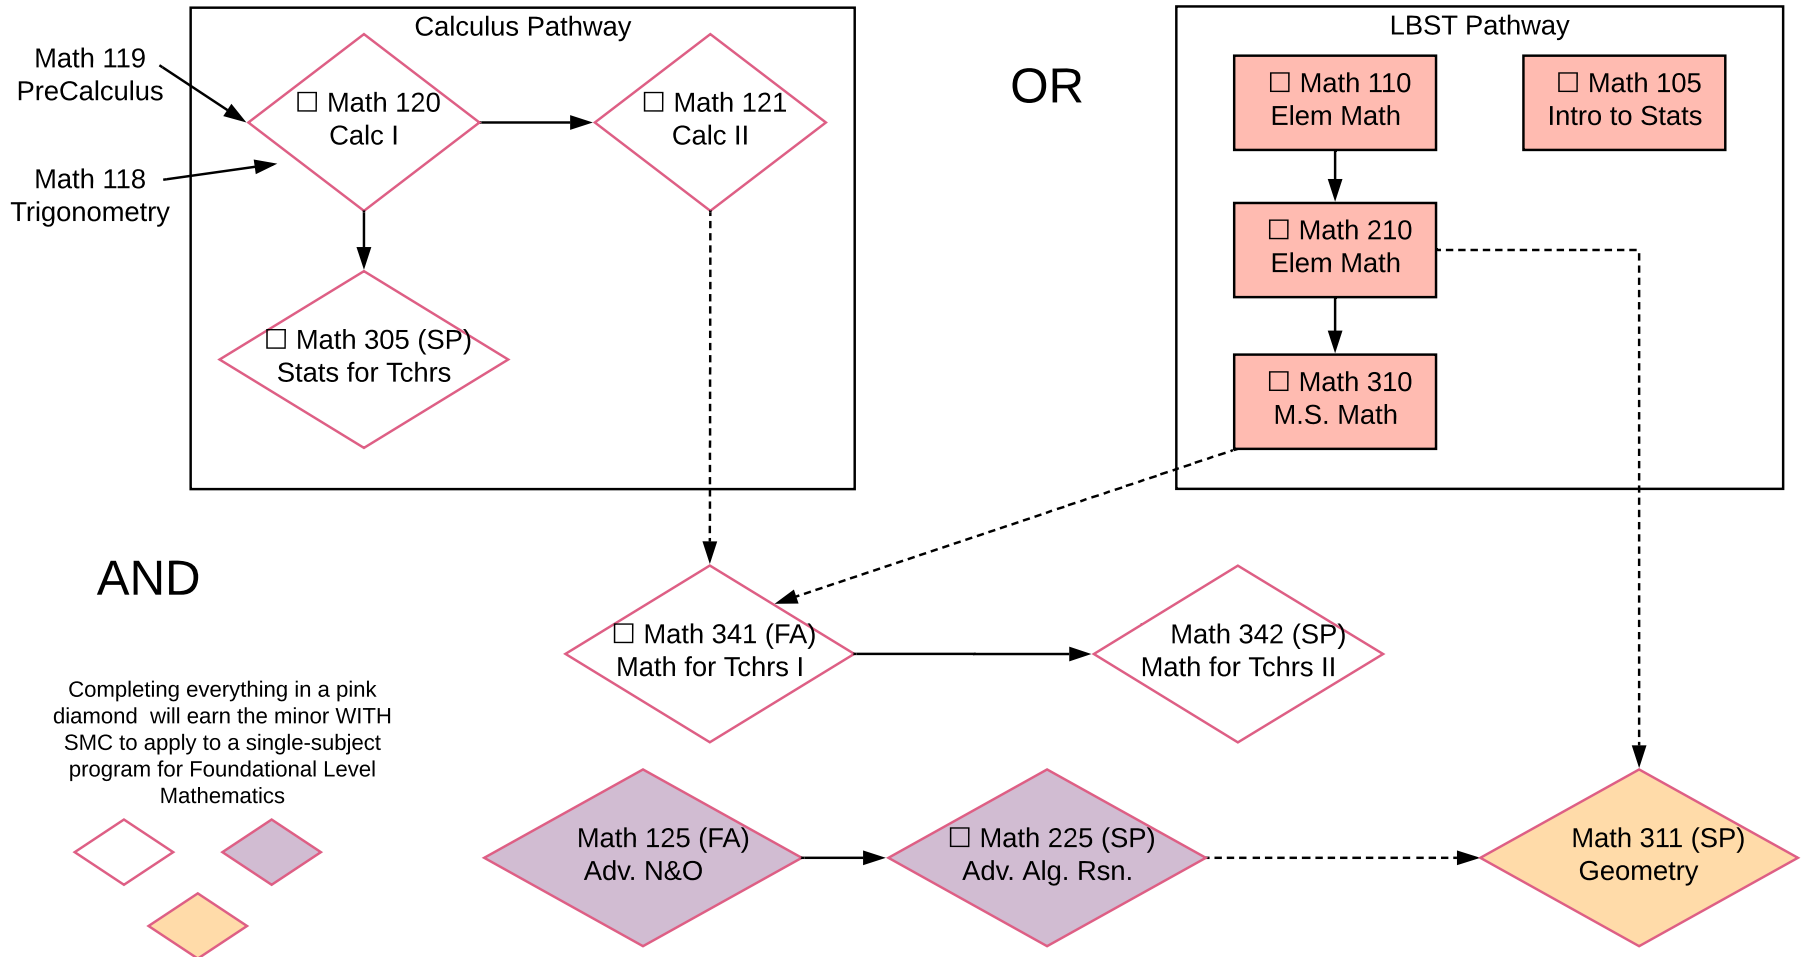 Calculus Pathway
LBST Pathway
OR
Math 119
PreCalculus
Math 118
Trigonometry
☐ Math 120
Calc I
☐ Math 121
Calc II
☐ Math 305 (SP)
Stats for Tchrs
☐ Math 110
Elem Math
☐ Math 105
Intro to Stats
☐ Math 210
Elem Math
☐ Math 310
M.S. Math
AND
☐ Math 341 (FA)
Math for Tchrs I
Math 342 (SP)
Math for Tchrs II
Completing everything in a pink
diamond will earn the minor WITH
SMC to apply to a single-subject
program for Foundational Level
Mathematics
Math 125 (FA)
Adv. N&O
☐ Math 225 (SP)
Adv. Alg. Rsn.
Math 311 (SP)
Geometry